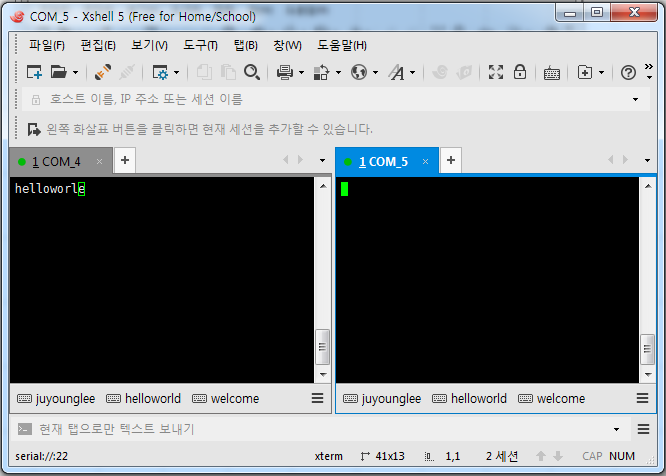 COM_5 - Xshell 5 (Free for Home/School)
파일(F) 편집(E) 보기(V) 도구(T) 탭(B) 창(W) 도움말(H)
호스트 이름, IP 주소 또는 세션 이름
왼쪽 화살표 버튼을 클릭하면 현재 세션을 추가할 수 있습니다.
1 COM_4 × + 1 COM_5 × +
helloworl
juyounglee helloworld welcome juyounglee helloworld welcome
현재 탭으로만 텍스트 보내기
serial://:22 xterm 41x13 1,1 2 세션 CAP NUM